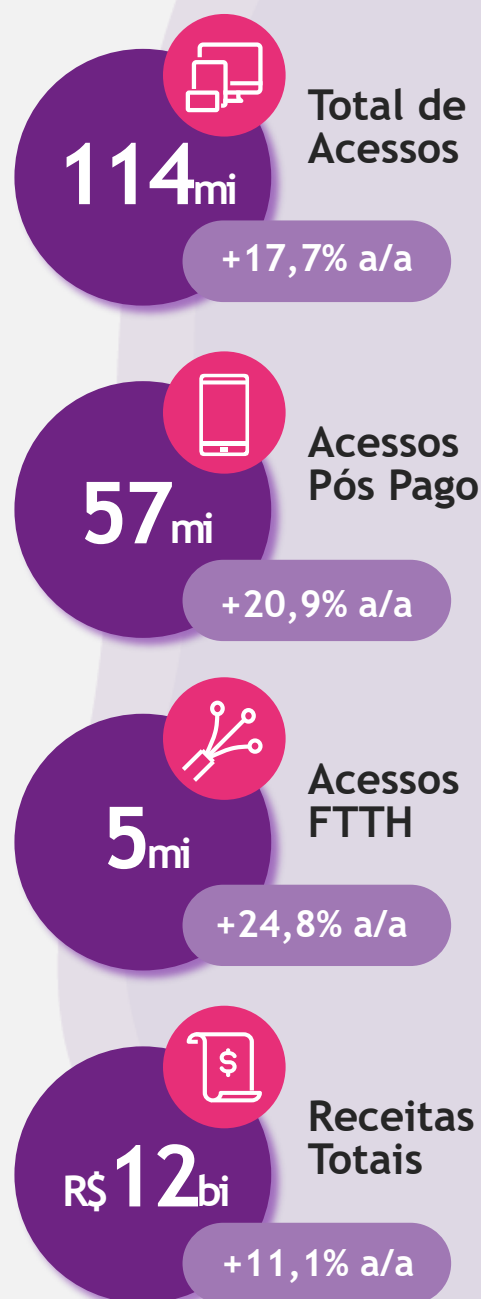 114mi
Total de
Acessos
+17,7% a/a
57mi
Acessos
Pós Pago
+20,9% a/a
5mi
Acessos
FTTH
+24,8% a/a
$
R$ 12bi
Receitas
Totais
+11,1% a/a